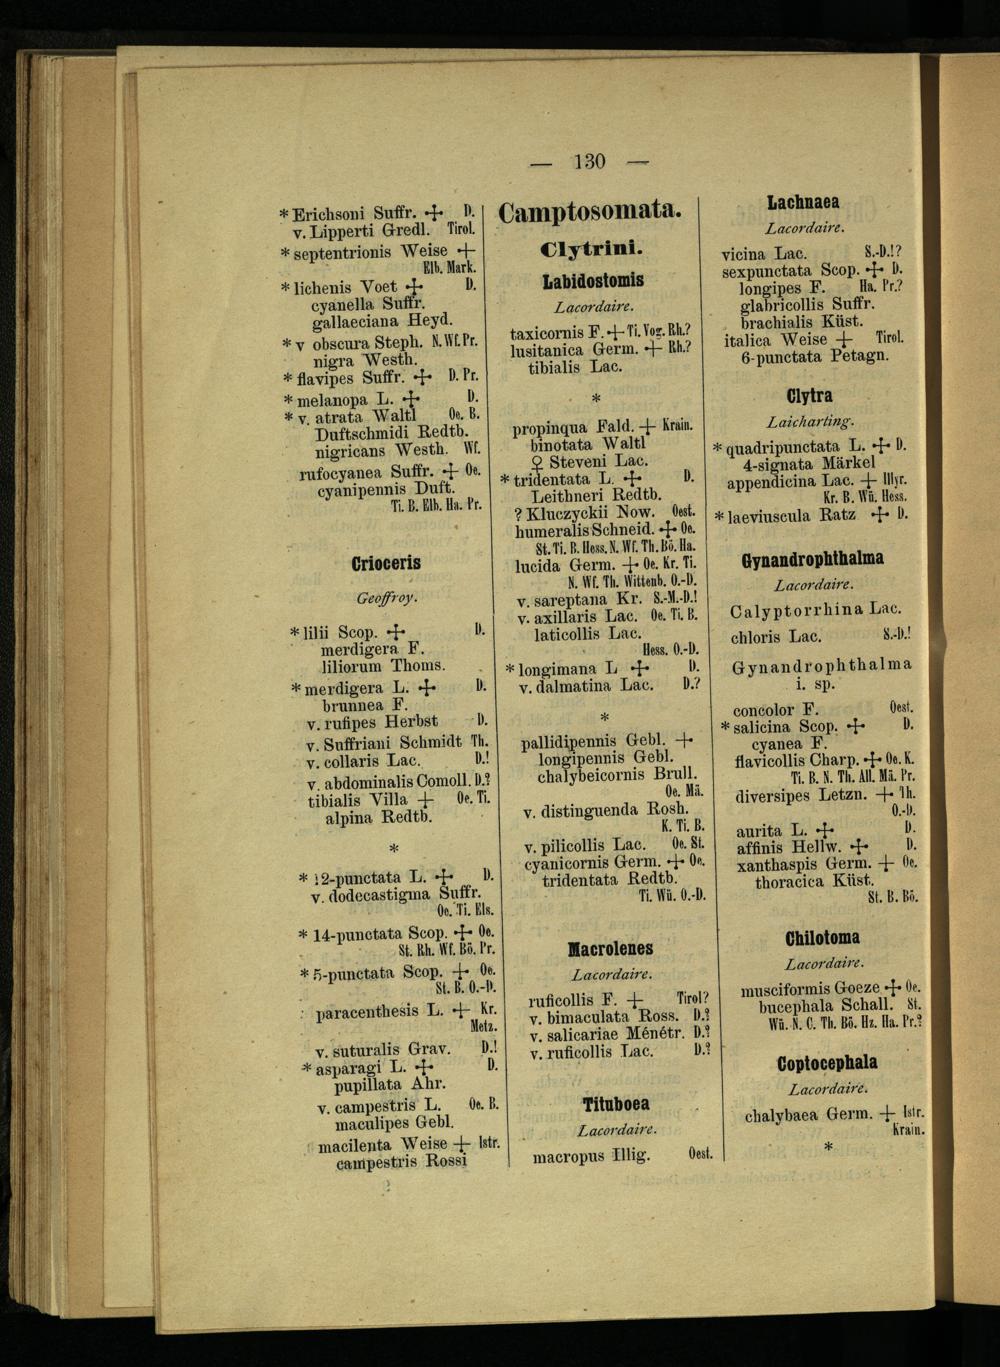 — 130 —
* Erichsoni Suffr. ⊹ D.
v. Lipperti Gredl. Tirol.
* septentrionis Weise ⊹
Elb. Mark.
* lichenis Voet ⊹ D.
cyanella Suffr.
gallaeciana Heyd.
* v obscura Steph. N. Wf. Pr.
nigra Westh.
* flavipes Suffr. ⊹ D. Pr.
* melanopa L. ⊹ D.
* v. atrata Waltl Oe. B.
Duftschmidi Redtb.
nigricans Westh. Wf.
rufocyanea Suffr. ⊹ Oe.
cyanipennis Duft.
Ti. B. Elb. Ha. Pr.
Crioceris
Geoffroy.
* lilii Scop. ⊹ D.
merdigera F.
liliorum Thoms.
* merdigera L. ⊹ D.
brunnea F.
v. rufipes Herbst D.
v. Suffriani Schmidt Th.
v. collaris Lac. D.!
v. abdominalis Comoll. D.?
tibialis Villa ⊹ Oe. Ti.
alpina Redtb.
*
* 12-punctata L. ⊹ D.
v. dodecastigma Suffr.
Oe. Ti. Els.
* 14-punctata Scop. ⊹ Oe.
St. Rh. Wf. Bö. Pr.
* 5-punctata Scop. ⊹ Oe.
St. B. O.-D.
paracenthesis L. ⊹ Kr.
Metz.
v. suturalis Grav. D.!
* asparagi L. ⊹ D.
pupillata Ahr.
v. campestris L. Oe. B.
maculipes Gebl.
macilenta Weise ⊹ Istr.
campestris Rossi
Camptosomata.
Clytrini.
Labidostomis
Lacordaire.
taxicornis F. ⊹ Ti. Vog. Rh.?
lusitanica Germ. ⊹ Rh.?
tibialis Lac.
*
propinqua Fald. ⊹ Krain.
binotata Waltl
♀ Steveni Lac.
* tridentata L. ⊹ D.
Leithneri Redtb.
? Kluczyckii Now. Oest.
humeralis Schneid. ⊹ Oe.
St. Ti. B. Hess. N. Wf. Th. Bö. Ha.
lucida Germ. ⊹ Oe. Kr. Ti.
N. Wf. Th. Wittenb. O.-D.
v. sareptana Kr. S.-M.-D.!
v. axillaris Lac. Oe. Ti. B.
laticollis Lac.
Hess. O.-D.
* longimana L ⊹ D.
v. dalmatina Lac. D.?
*
pallidipennis Gebl. ⊹
longipennis Gebl.
chalybeicornis Brull.
Oe. Mä.
v. distinguenda Rosh.
K. Ti. B.
v. pilicollis Lac. Oe. St.
cyanicornis Germ. ⊹ Oe.
tridentata Redtb.
Ti. Wü. O.-D.
Macrolenes
Lacordaire.
ruficollis F. ⊹ Tirol?
v. bimaculata Ross. D.?
v. salicariae Ménétr. D.?
v. ruficollis Lac. D.?
Tituboea
Lacordaire.
macropus Illig. Oest.
Lachnaea
Lacordaire.
vicina Lac. S.-D.!?
sexpunctata Scop. ⊹ D.
longipes F. Ha. Pr.?
glabricollis Suffr.
brachialis Küst.
italica Weise ⊹ Tirol.
6-punctata Petagn.
Clytra
Laicharting.
* quadripunctata L. ⊹ D.
4-signata Märkel
appendicina Lac. ⊹ Illyr.
Kr. B. Wü. Hess.
* laeviuscula Ratz ⊹ D.
Gynandrophthalma
Lacordaire.
Calyptorrhina Lac.
chloris Lac. S.-D.!
Gynandrophthalma
i. sp.
concolor F. Oest.
* salicina Scop. ⊹ D.
cyanea F.
flavicollis Charp. ⊹ Oe. K.
Ti. B. N. Th. All. Mä. Pr.
diversipes Letzn. ⊹ Th.
O.-D.
aurita L. ⊹ D.
affinis Hellw. ⊹ D.
xanthaspis Germ. ⊹ Oe.
thoracica Küst.
St. B. Bö.
Chilotoma
Lacordaire.
musciformis Goeze ⊹ Oe.
bucephala Schall. St.
Wü. N. C. Th. Bö. Hz. Ha. Pr.?
Coptocephala
Lacordaire.
chalybaea Germ. ⊹ Istr.
Krain.
*